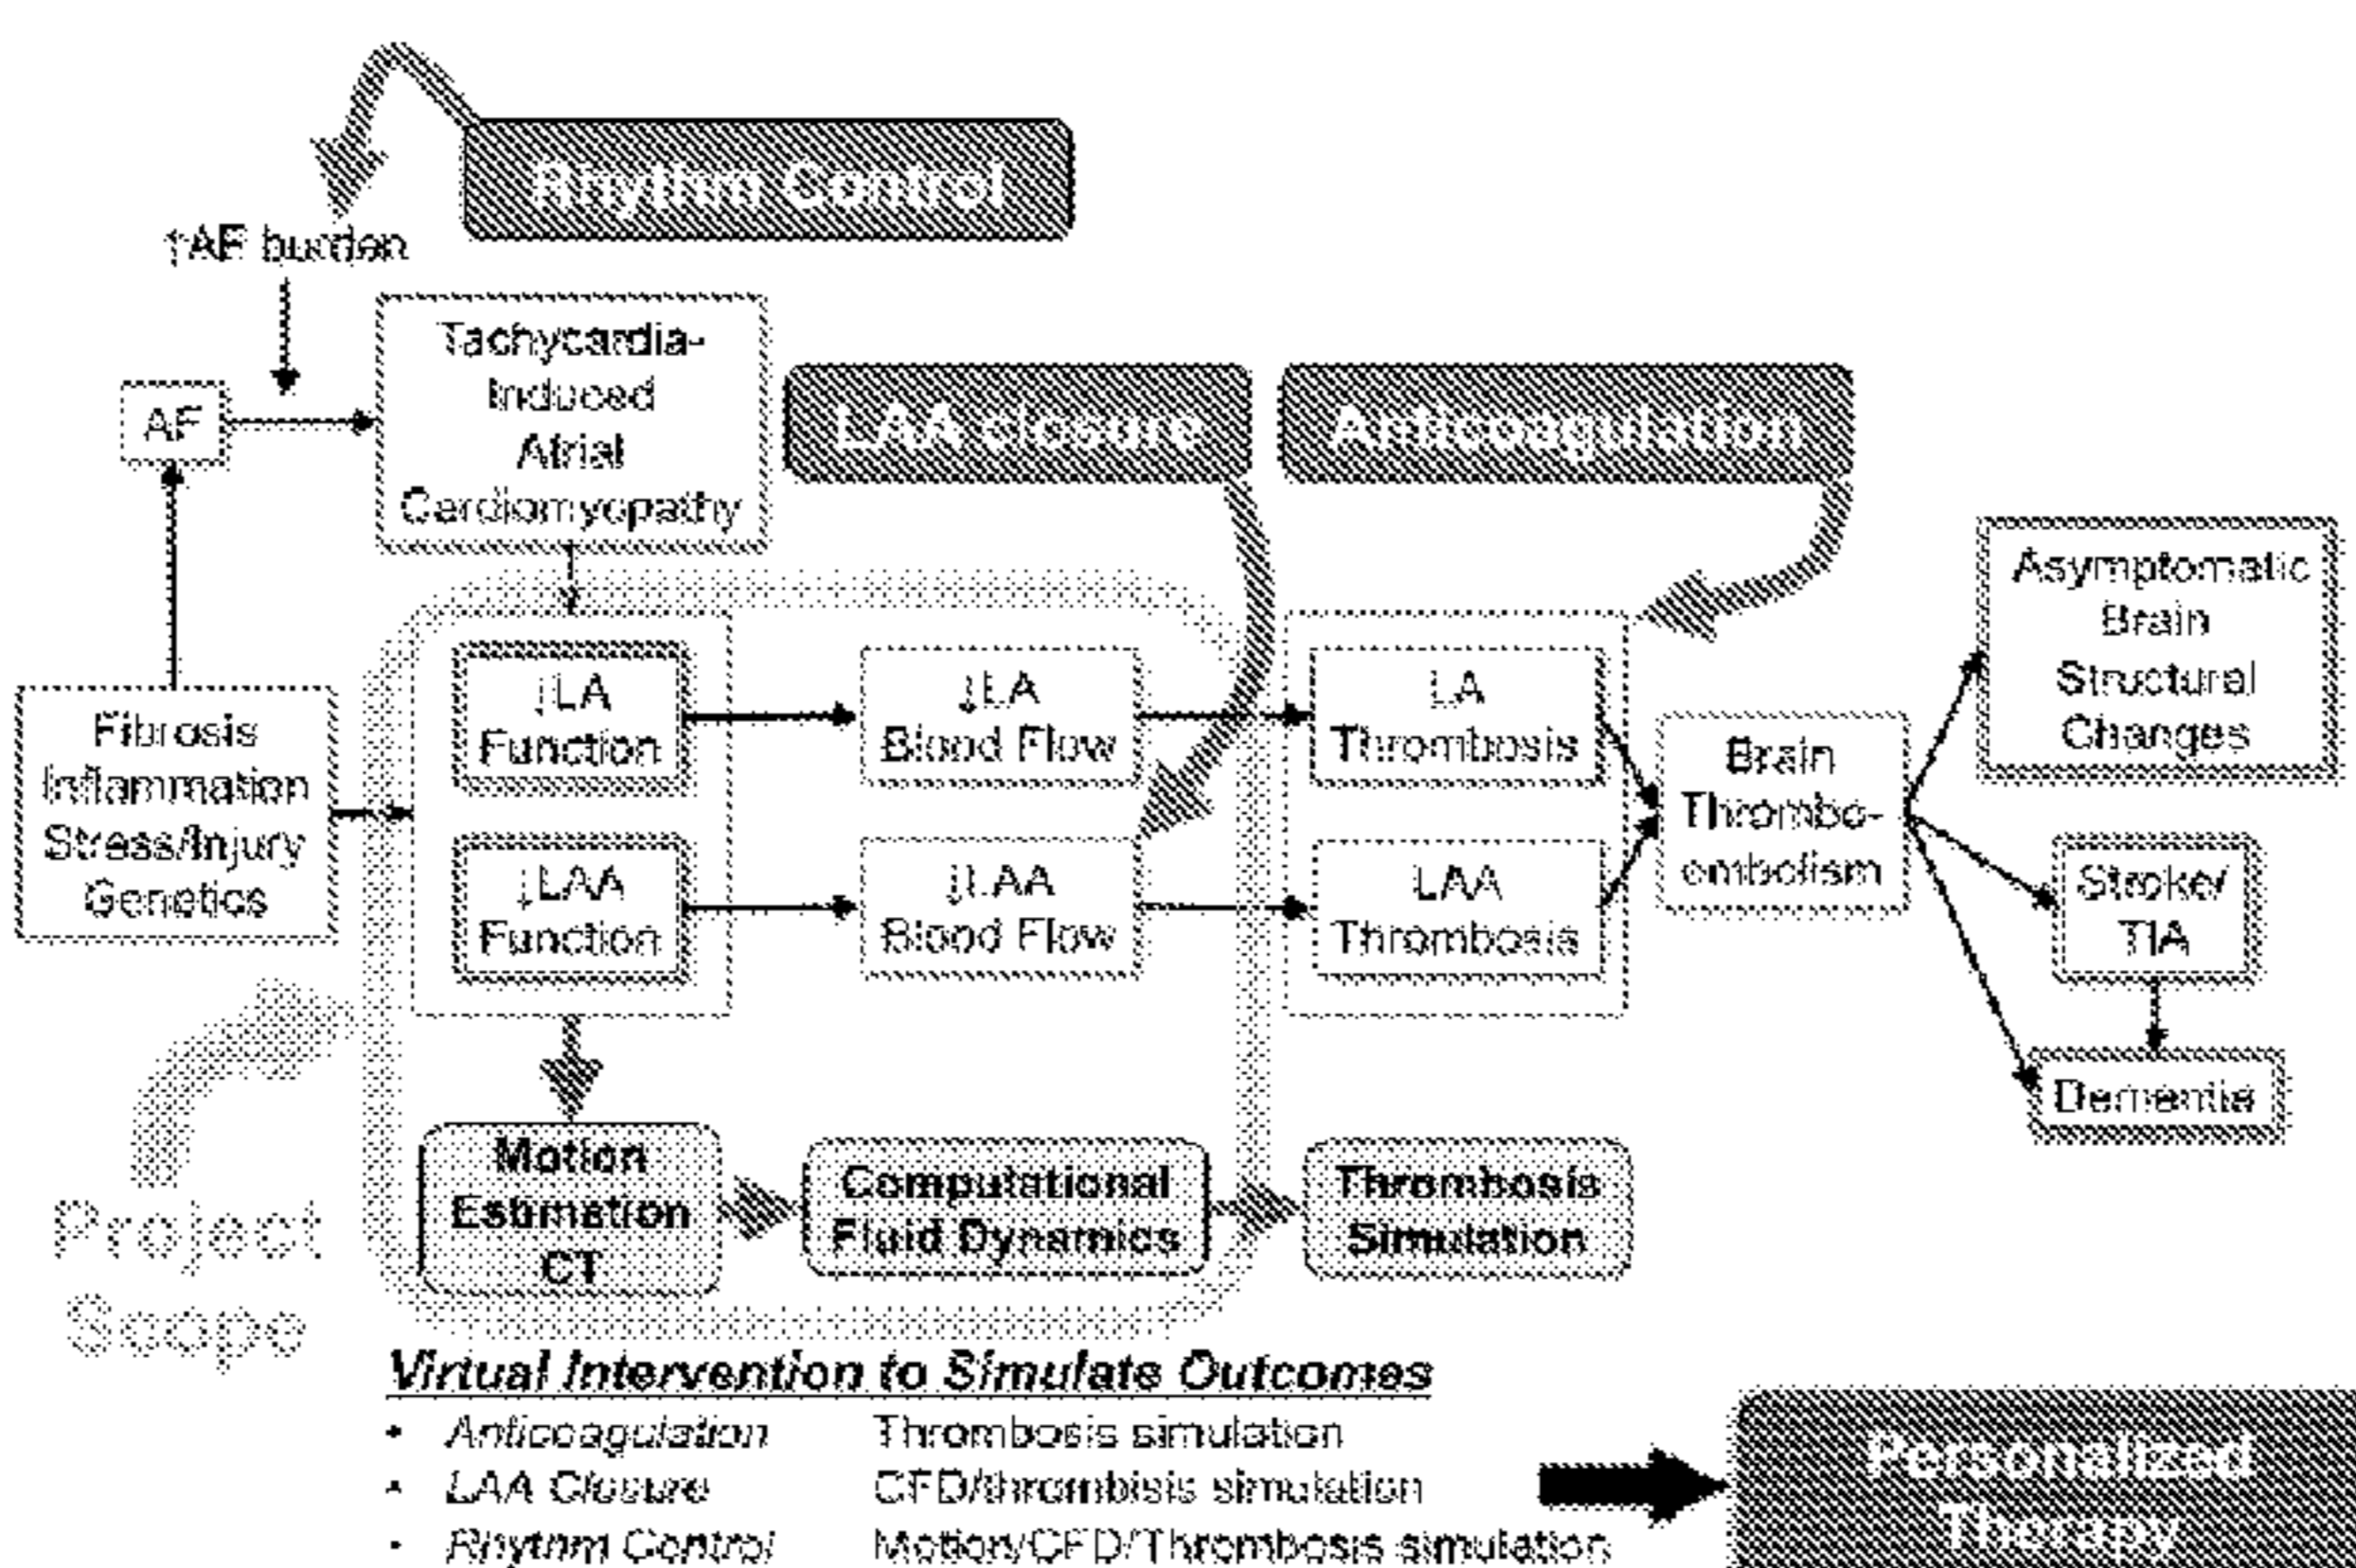 Rhythm Control
↑AF burden
Tachycardia-
Induced
Atrial
Cardiomyopathy
AF
LAA closure
Anticoagulation
Fibrosis
Inflammation
Stress/Injury
Genetics
↓LA
Function
↓LA
Blood Flow
LA
Thrombosis
↓LAA
Function
↓LAA
Blood Flow
LAA
Thrombosis
Brain
Thrombo-
embolism
Asymptomatic
Brain
Structural
Changes
Stroke/
TIA
Dementia
Project
Scope
Motion
Estimation
CT
Computational
Fluid Dynamics
Thrombosis
Simulation
Virtual Intervention to Simulate Outcomes
• Anticoagulation Thrombosis simulation
• LAA Closure CFD/thrombisis simulation
• Rhythm Control Motion/CFD/Thrombosis simulation
Personalized
Therapy